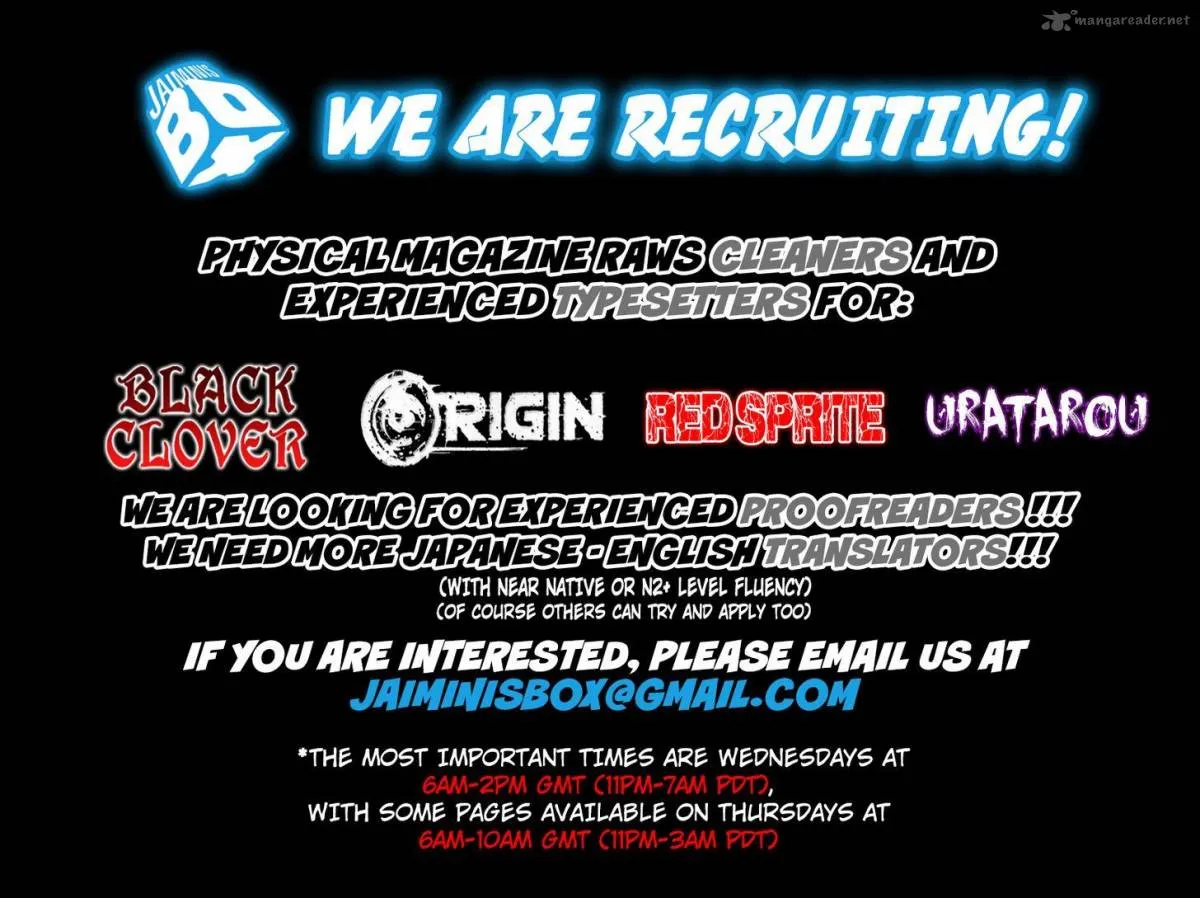 mangareader.net
JAIMINIS
BOX
WE ARE RECRUITING!
PHYSICAL MAGAZINE RAWS CLEANERS AND
EXPERIENCED TYPESETTERS FOR:
BLACK
CLOVER
ORIGIN
RED SPRITE
URATAROU
WE ARE LOOKING FOR EXPERIENCED PROOFREADERS !!!
WE NEED MORE JAPANESE - ENGLISH TRANSLATORS!!!
(WITH NEAR NATIVE OR N2+ LEVEL FLUENCY)
(OF COURSE OTHERS CAN TRY AND APPLY TOO)
IF YOU ARE INTERESTED, PLEASE EMAIL US AT
JAIMINISBOX@GMAIL.COM
*THE MOST IMPORTANT TIMES ARE WEDNESDAYS AT
6AM-2PM GMT (11PM-7AM PDT),
WITH SOME PAGES AVAILABLE ON THURSDAYS AT
6AM-10AM GMT (11PM-3AM PDT)